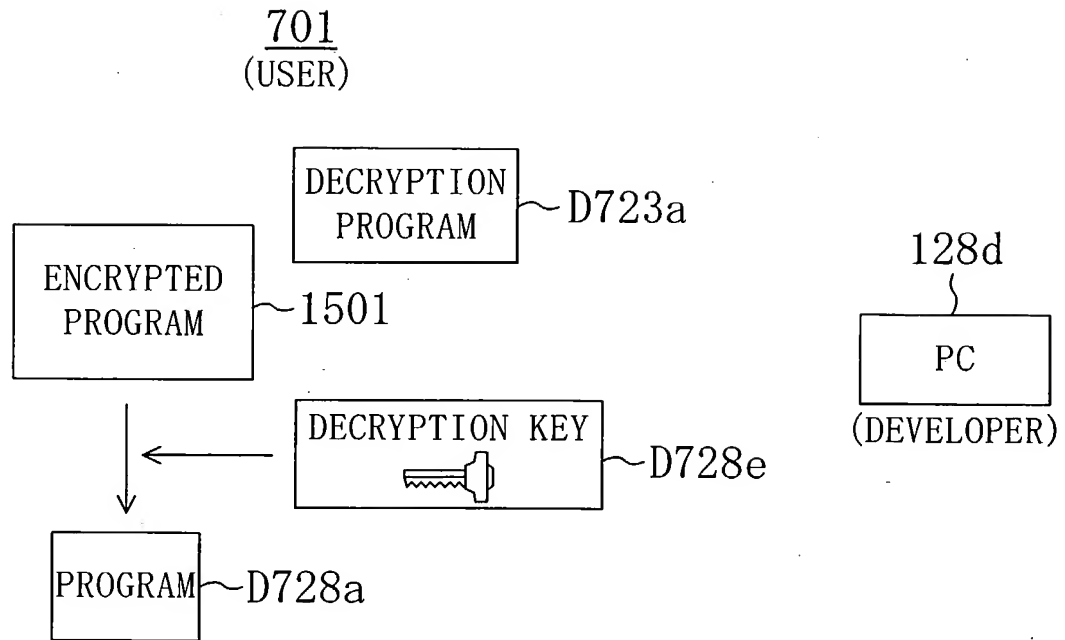 701
(USER)
DECRYPTION
PROGRAM
D723a
ENCRYPTED
PROGRAM
1501
128d
PC
(DEVELOPER)
DECRYPTION KEY
D728e
PROGRAM
D728a